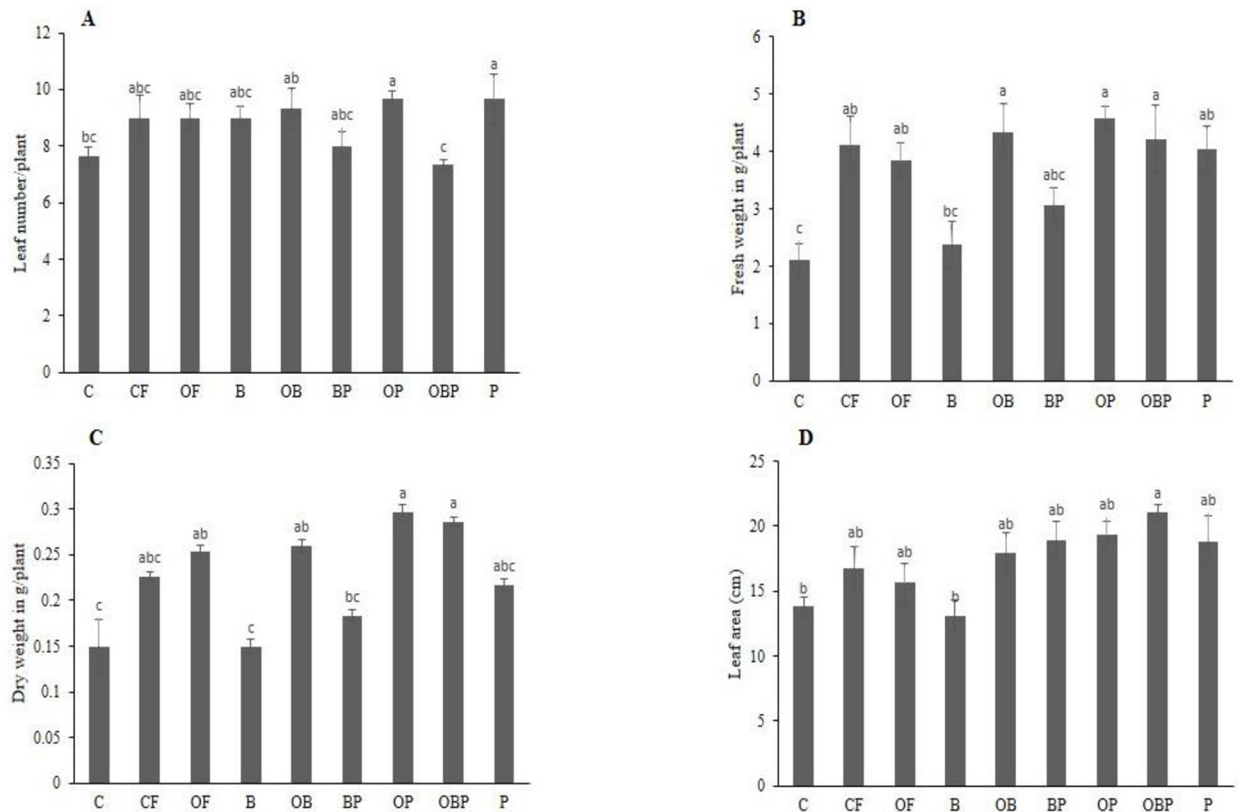 A
Leaf number/plant
12
10
8
6
4
2
0
bc
abc
abc
abc
ab
abc
a
c
a
C CF OF B OB BP OP OBP P
B
Fresh weight in g/plant
6
5
4
3
2
1
0
c
ab
ab
bc
a
abc
a
a
ab
C CF OF B OB BP OP OBP P
C
Dry weight in g/plant
0.35
0.3
0.25
0.2
0.15
0.1
0.05
0
c
abc
ab
c
ab
bc
a
a
abc
C CF OF B OB BP OP OBP P
D
Leaf area (cm)
25
20
15
10
5
0
b
ab
ab
b
ab
ab
ab
a
ab
C CF OF B OB BP OP OBP P